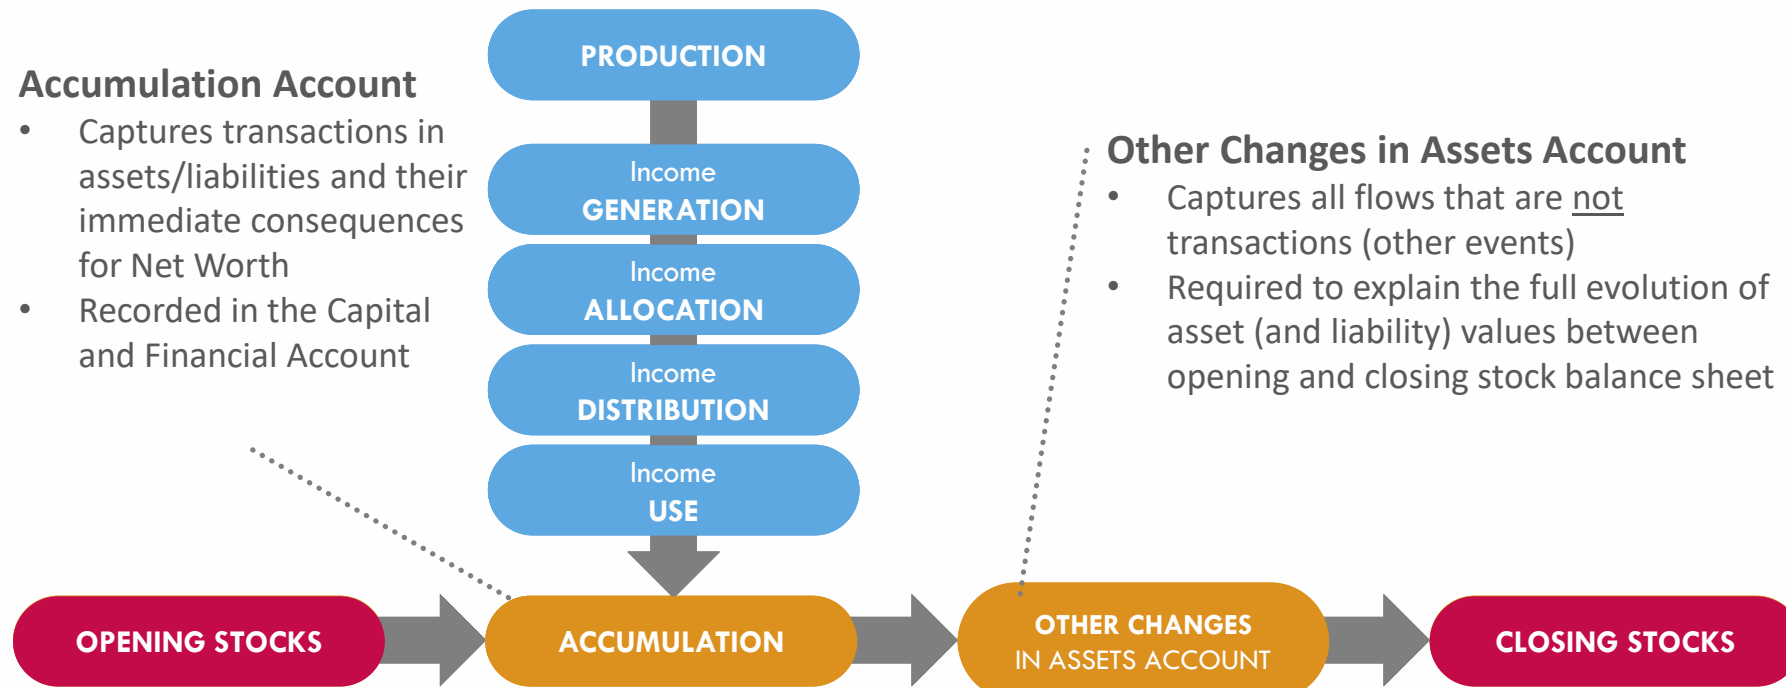 Accumulation Account
• Captures transactions in
assets/liabilities and their
immediate consequences
for Net Worth
• Recorded in the Capital
and Financial Account
PRODUCTION
Income
GENERATION
Income
ALLOCATION
Income
DISTRIBUTION
Income
USE
Other Changes in Assets Account
• Captures all flows that are not
transactions (other events)
• Required to explain the full evolution of
asset (and liability) values between
opening and closing stock balance sheet
OPENING STOCKS
ACCUMULATION
OTHER CHANGES
IN ASSETS ACCOUNT
CLOSING STOCKS